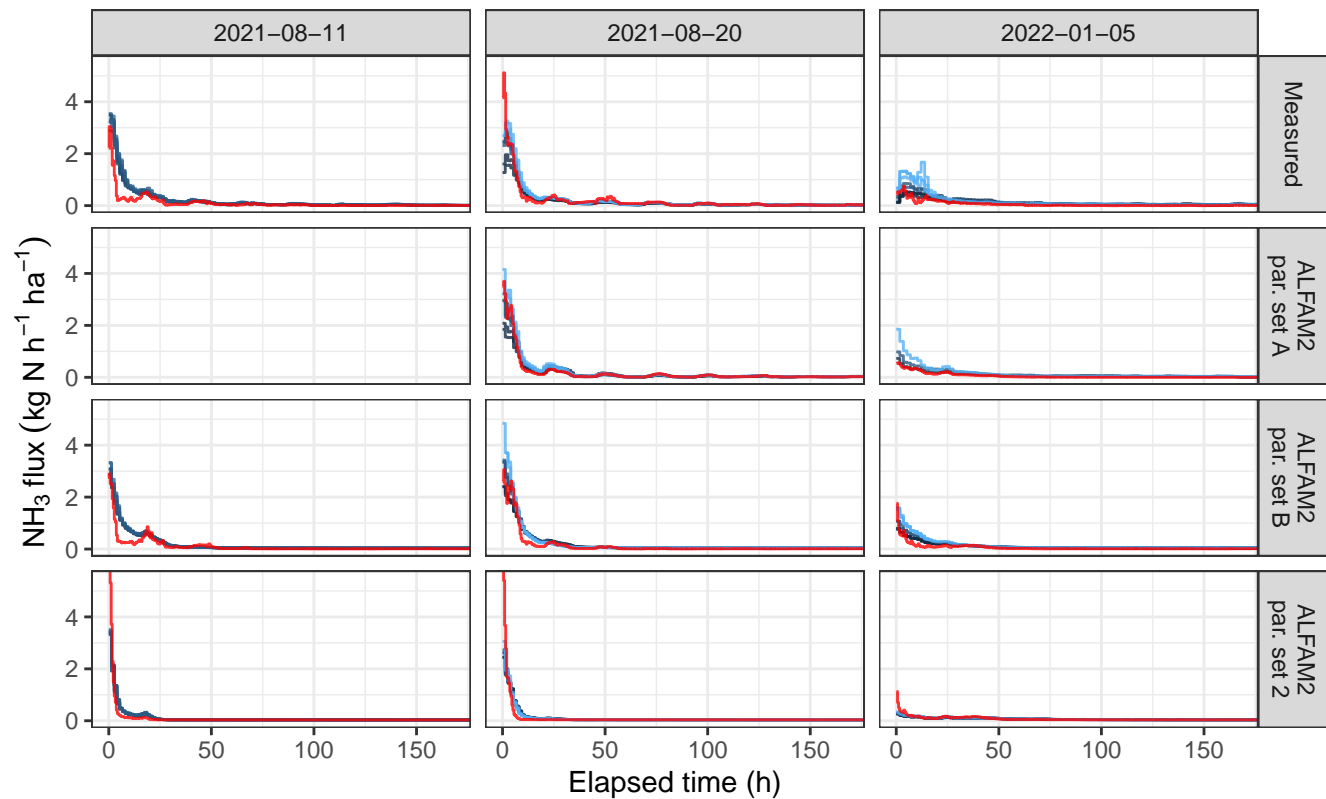 2021−08−11
2021−08−20
2022−01−05
NH₃ flux (kg N h⁻¹ ha⁻¹)
4
2
0
Measured
4
2
0
ALFAM2
par. set A
4
2
0
ALFAM2
par. set B
4
2
0
ALFAM2
par. set 2
0 50 100 150
0 50 100 150
0 50 100 150
Elapsed time (h)